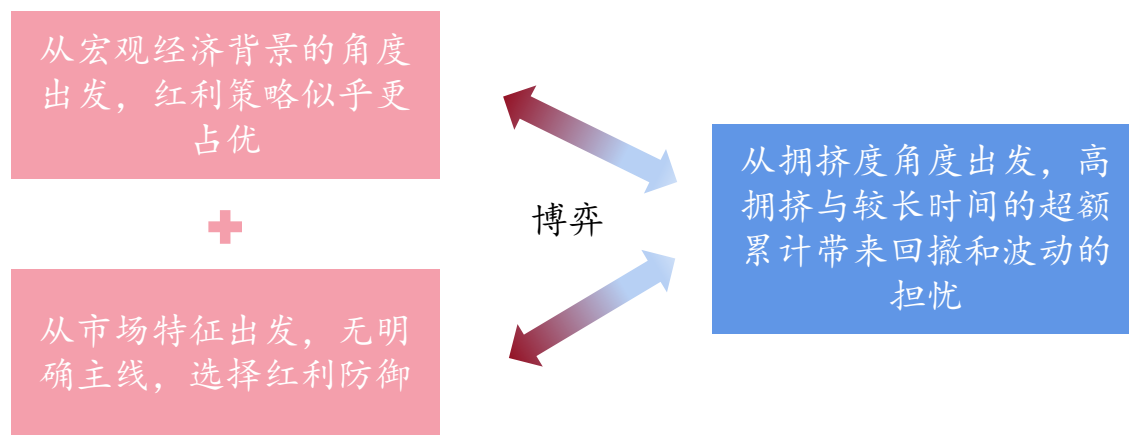 从宏观经济背景的角度
出发，红利策略似乎更
占优
从市场特征出发，无明
确主线，选择红利防御
博弈
从拥挤度角度出发，高
拥挤与较长时间的超额
累计带来回撤和波动的
担忧